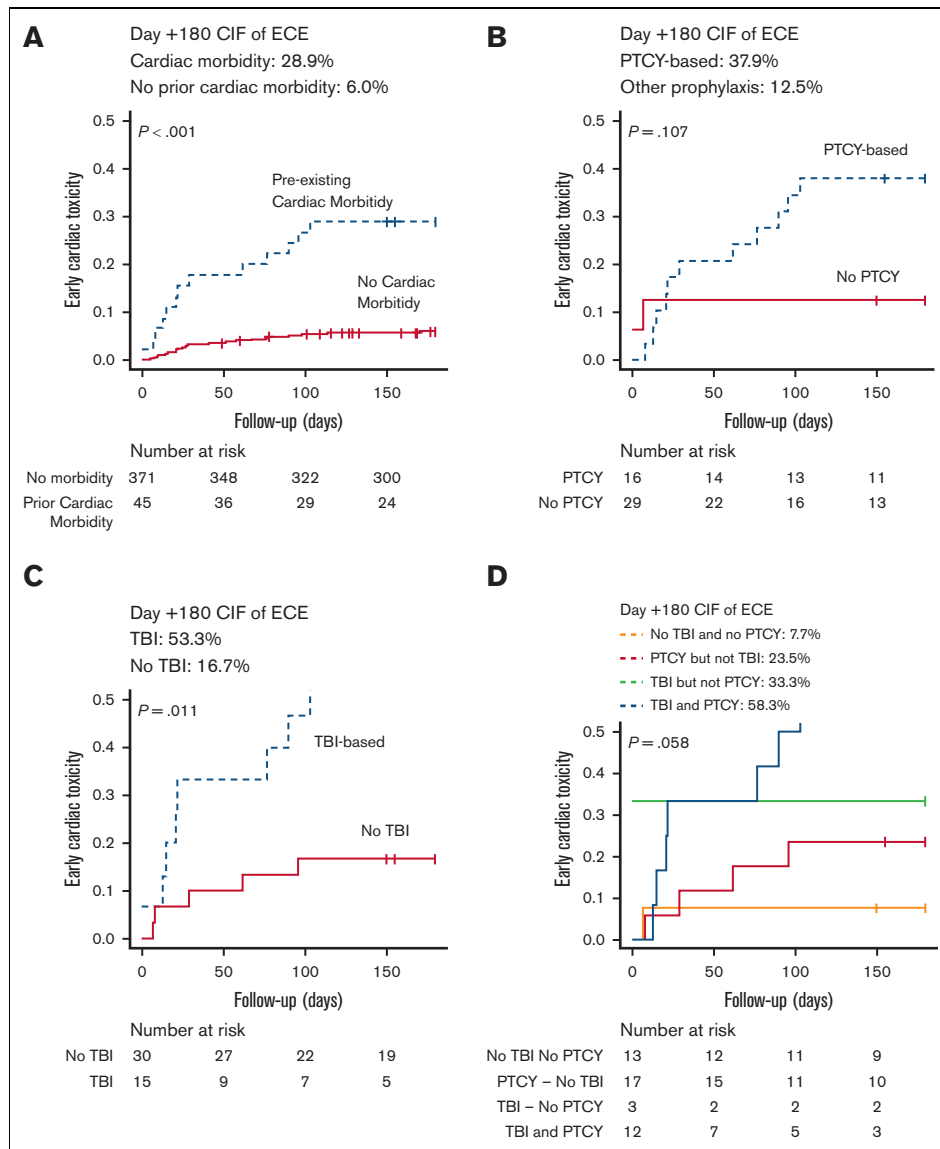 A
Day +180 CIF of ECE
Cardiac morbidity: 28.9%
No prior cardiac morbidity: 6.0%
P < .001
Early cardiac toxicity
0.5
0.4
0.3
0.2
0.1
0.0
Pre-existing
Cardiac Morbitidy
No Cardiac
Morbitidy
0 50 100 150
Follow-up (days)
Number at risk
No morbidity 371 348 322 300
Prior Cardiac 45 36 29 24
Morbidity
B
Day +180 CIF of ECE
PTCY-based: 37.9%
Other prophylaxis: 12.5%
P = .107
Early cardiac toxicity
0.5
0.4
0.3
0.2
0.1
0.0
PTCY-based
No PTCY
0 50 100 150
Follow-up (days)
Number at risk
PTCY 16 14 13 11
No PTCY 29 22 16 13
C
Day +180 CIF of ECE
TBI: 53.3%
No TBI: 16.7%
P = .011
Early cardiac toxicity
0.5
0.4
0.3
0.2
0.1
0.0
TBI-based
No TBI
0 50 100 150
Follow-up (days)
Number at risk
No TBI 30 27 22 19
TBI 15 9 7 5
D
Day +180 CIF of ECE
No TBI and no PTCY: 7.7%
PTCY but not TBI: 23.5%
TBI but not PTCY: 33.3%
TBI and PTCY: 58.3%
P = .058
Early cardiac toxicity
0.5
0.4
0.3
0.2
0.1
0.0
0 50 100 150
Follow-up (days)
Number at risk
No TBI No PTCY 13 12 11 9
PTCY – No TBI 17 15 11 10
TBI – No PTCY 3 2 2 2
TBI and PTCY 12 7 5 3